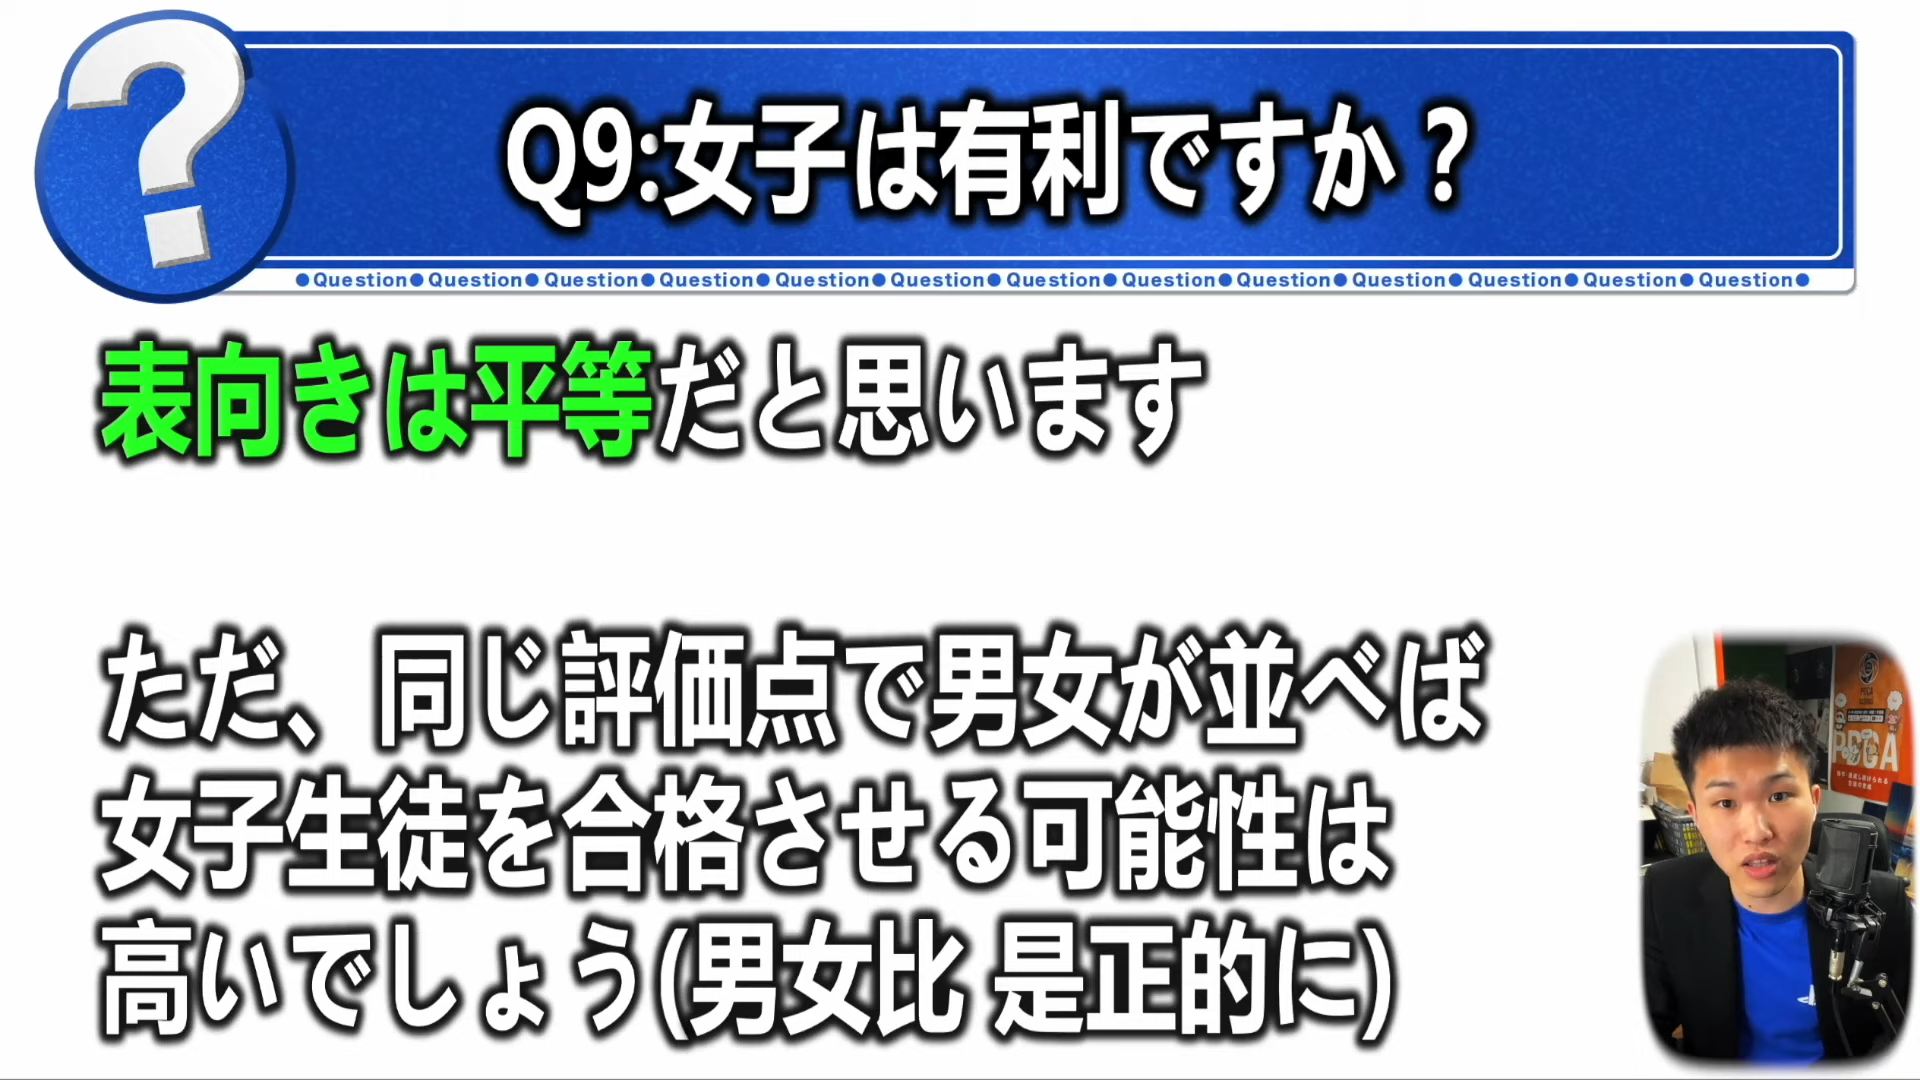 ?
Q9:女子は有利ですか？
●Question●Question●Question●Question●Question●Question●Question●Question●Question●Question●Question●Question●Question●
表向きは平等だと思います
ただ、同じ評価点で男女が並べば
女子生徒を合格させる可能性は
高いでしょう(男女比 是正的に)